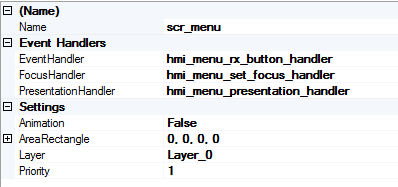 (Name)
Name scr_menu
Event Handlers
EventHandler hmi_menu_rx_button_handler
FocusHandler hmi_menu_set_focus_handler
PresentationHandler hmi_menu_presentation_handler
Settings
Animation False
AreaRectangle 0, 0, 0, 0
Layer Layer_0
Priority 1